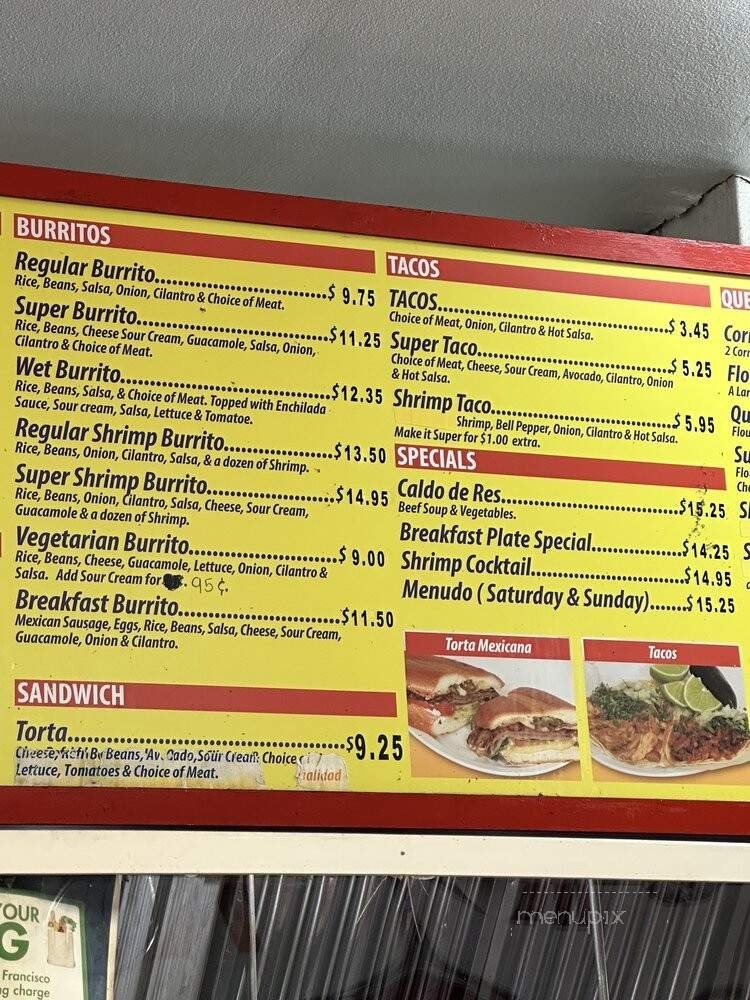 BURRITOS
Regular Burrito..............................$ 9.75
Rice, Beans, Salsa, Onion, Cilantro & Choice of Meat.
Super Burrito..............................$11.25
Rice, Beans, Cheese Sour Cream, Guacamole, Salsa, Onion,
Cilantro & Choice of Meat.
Wet Burrito..............................$12.35
Rice, Beans, Salsa, & Choice of Meat. Topped with Enchilada
Sauce, Sour cream, Salsa, Lettuce & Tomatoe.
Regular Shrimp Burrito..................$13.50
Rice, Beans, Onion, Cilantro, Salsa, & a dozen of Shrimp.
Super Shrimp Burrito....................$14.95
Rice, Beans, Onion, Cilantro, Salsa, Cheese, Sour Cream,
Guacamole & a dozen of Shrimp.
Vegetarian Burrito.......................$ 9.00
Rice, Beans, Cheese, Guacamole, Lettuce, Onion, Cilantro &
Salsa. Add Sour Cream for .95¢.
Breakfast Burrito.........................$11.50
Mexican Sausage, Eggs, Rice, Beans, Salsa, Cheese, Sour Cream,
Guacamole, Onion & Cilantro.
SANDWICH
Torta........................................$9.25
Cheese, Beans, Sour Cream Choice
Lettuce, Tomatoes & Choice of Meat.
alidad
TACOS
TACOS......................................$ 3.45
Choice of Meat, Onion, Cilantro & Hot Salsa.
Super Taco..............................$ 5.25
Choice of Meat, Cheese, Sour Cream, Avocado, Cilantro, Onion
& Hot Salsa.
Shrimp Taco............................$ 5.95
Shrimp, Bell Pepper, Onion, Cilantro & Hot Salsa.
Make it Super for $1.00 extra.
SPECIALS
Caldo de Res...........................$15.25
Beef Soup & Vegetables.
Breakfast Plate Special.............$14.25
Shrimp Cocktail.......................$14.95
Menudo ( Saturday & Sunday).......$15.25
Torta Mexicana
Tacos
QUE
Cor
2 Corn
Flo
A Lar
Qu
Flou
Su
Flo
Che
S
S
YOUR
G
Francisco
ag charge
menupix